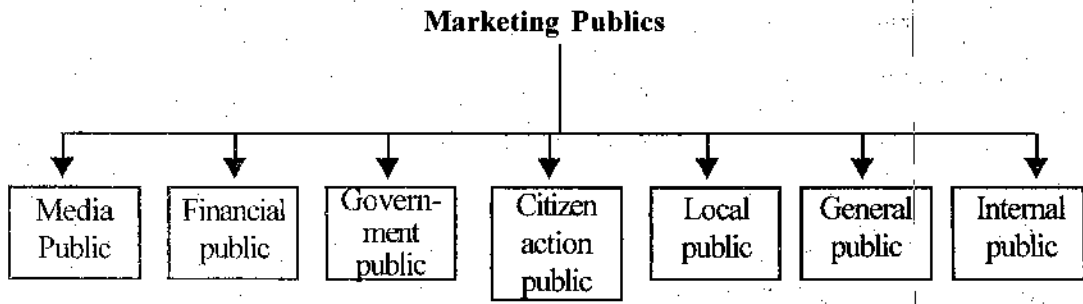 Marketing Publics
Media
Public
Financial
public
Govern-
ment
public
Citizen
action
public
Local
public
General
public
Internal
public